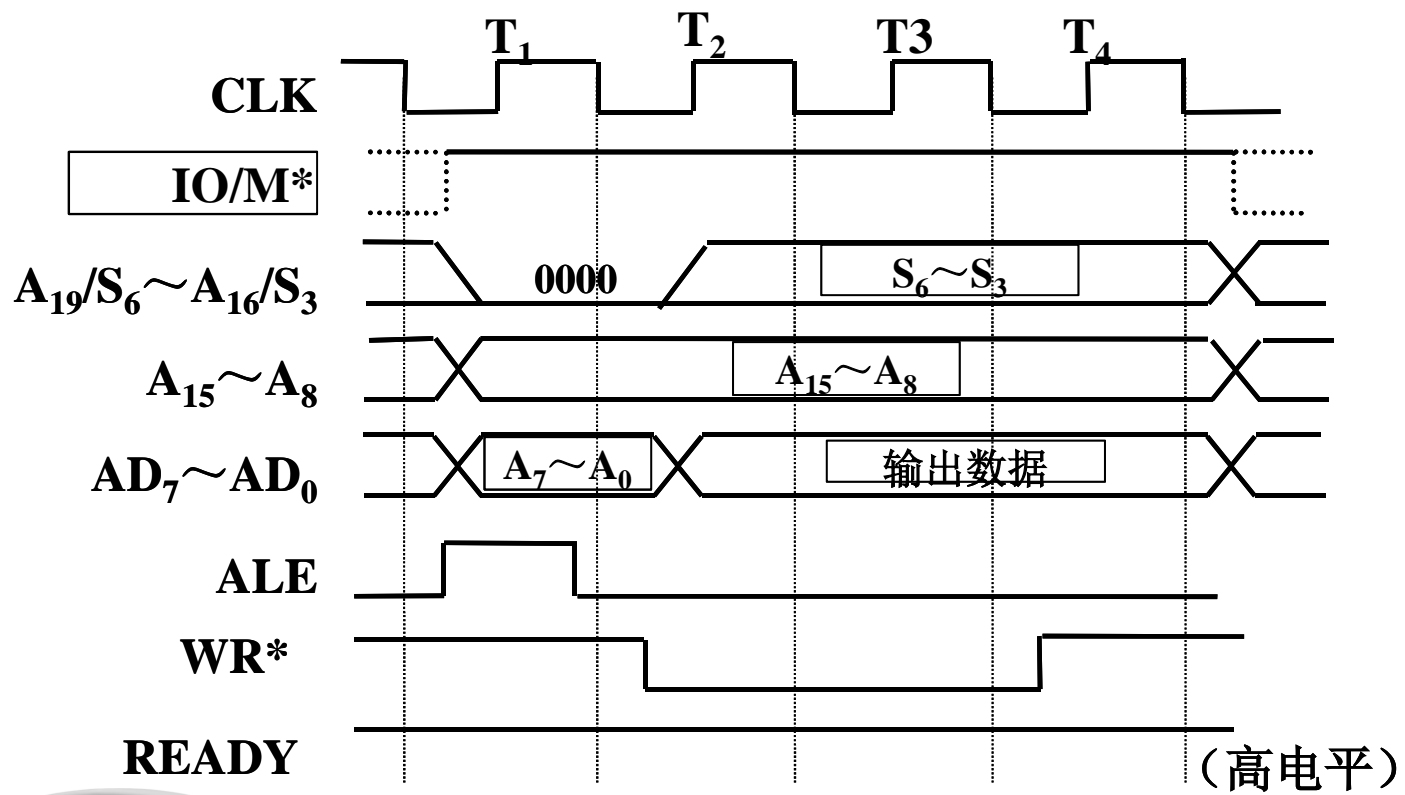 T₁ T₂ T3 T₄
CLK
IO/M*
A₁₉/S₆～A₁₆/S₃ 0000 S₆～S₃
A₁₅～A₈ A₁₅～A₈
AD₇～AD₀ A₇～A₀ 输出数据
ALE
WR*
READY （高电平）